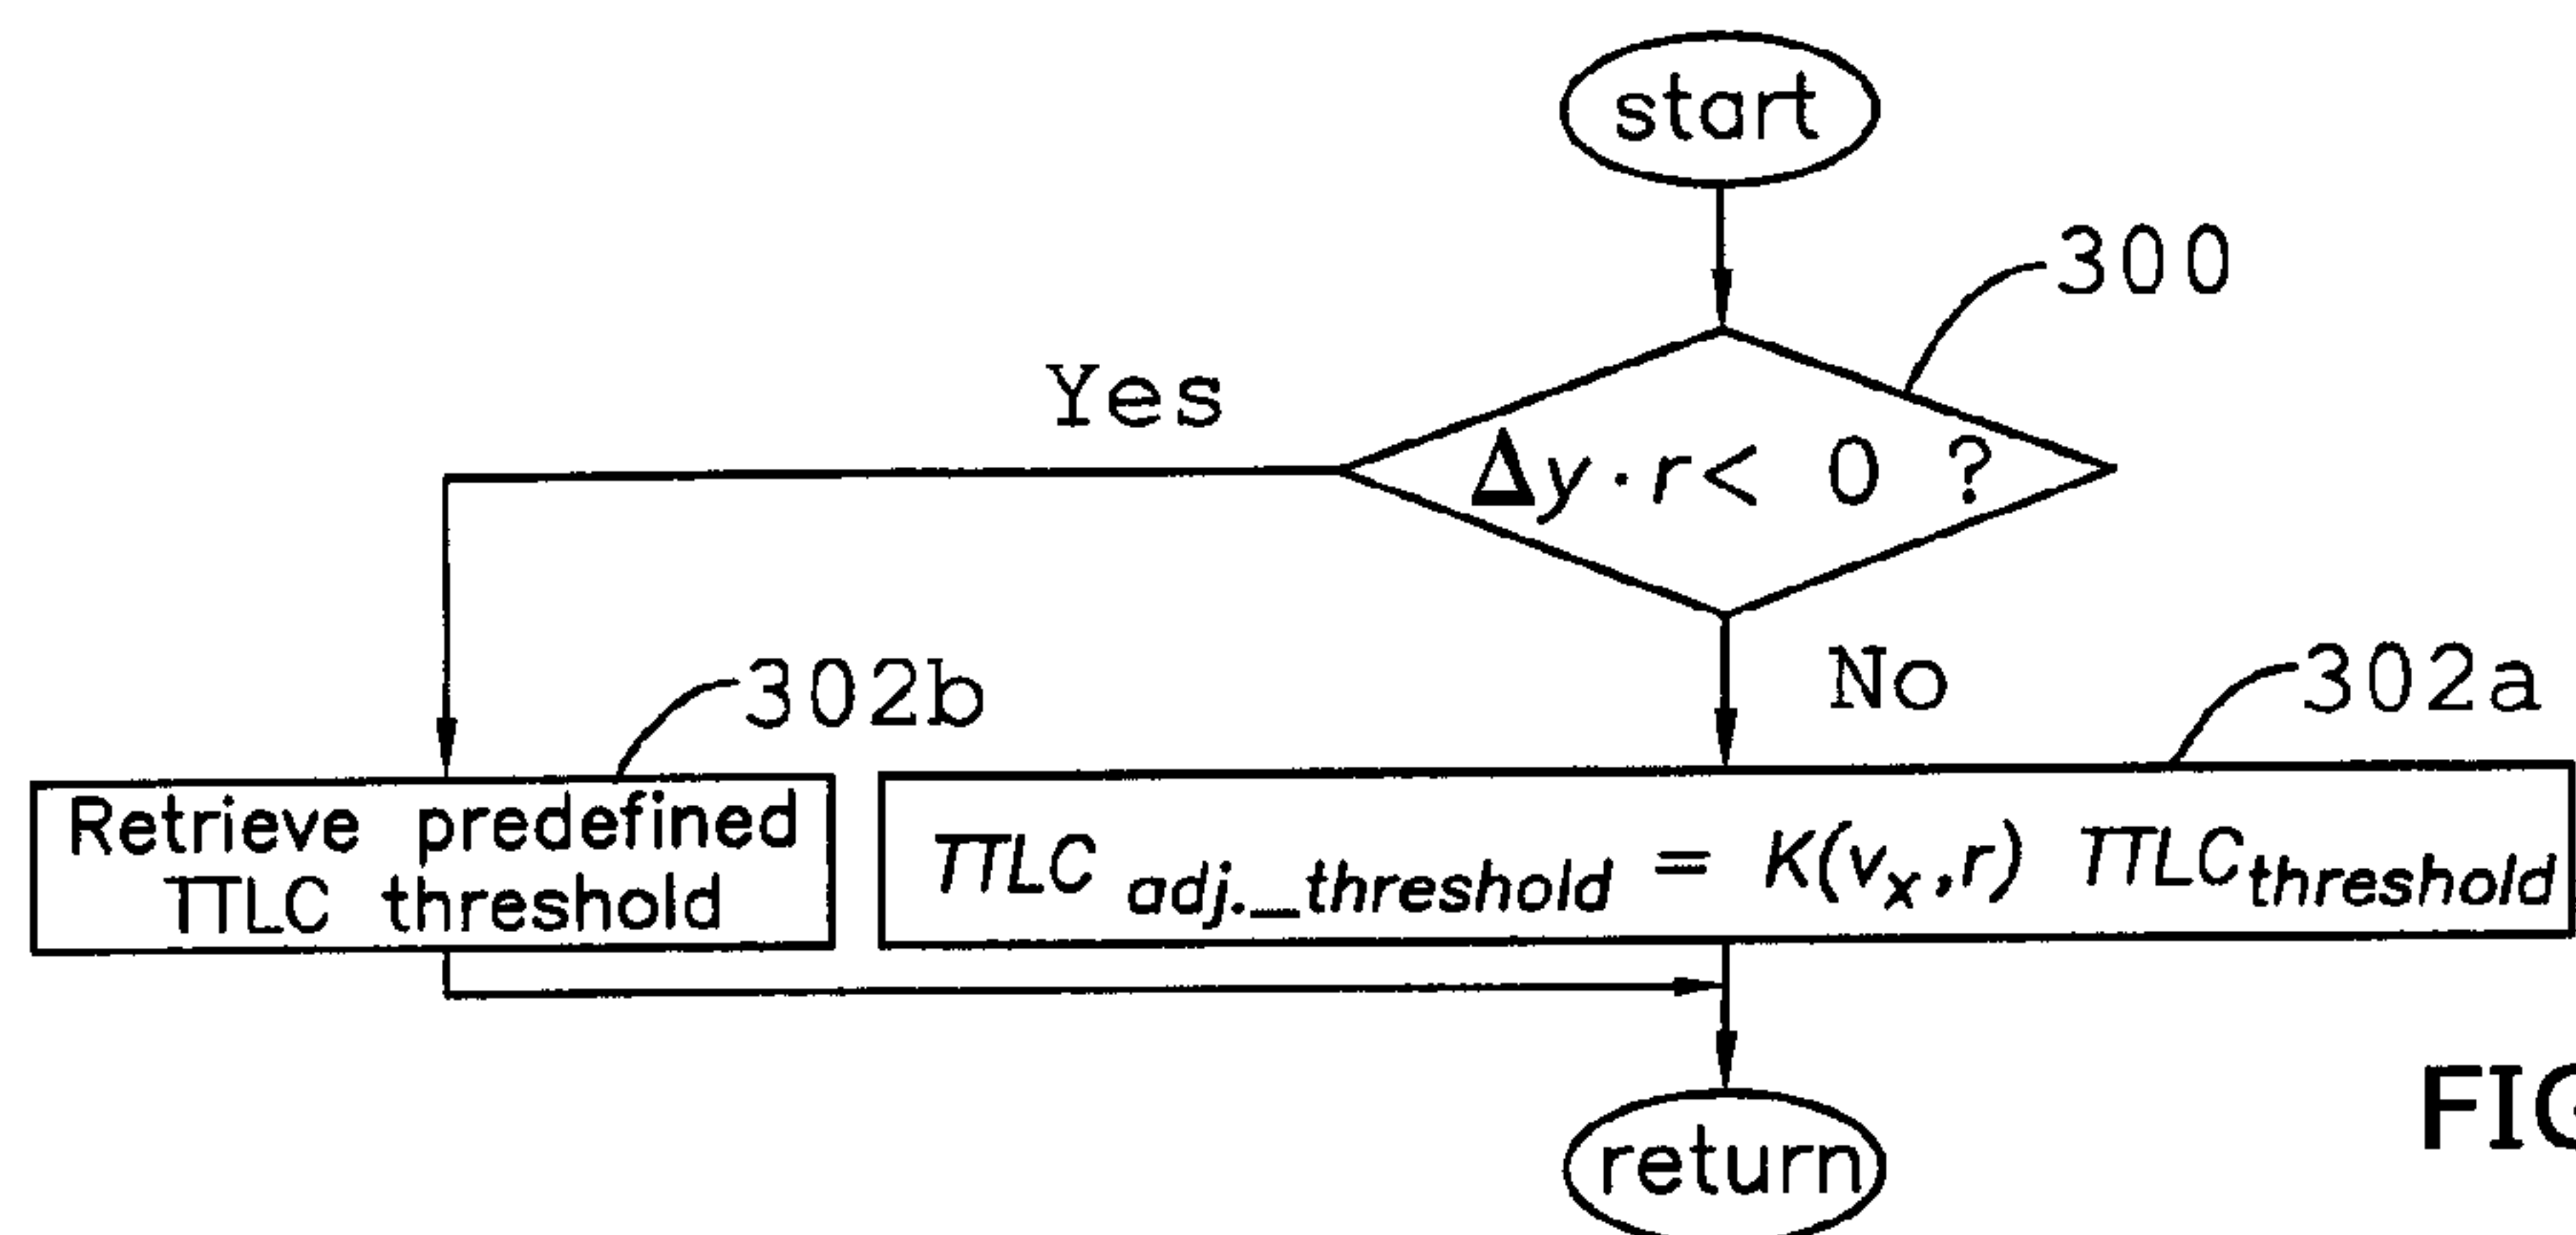 start
300
Yes
Δy · r < 0 ?
302b
No
302a
Retrieve predefined
TTLC threshold
TTLC adj._threshold = K(vx,r) TTLCthreshold
FIG
return